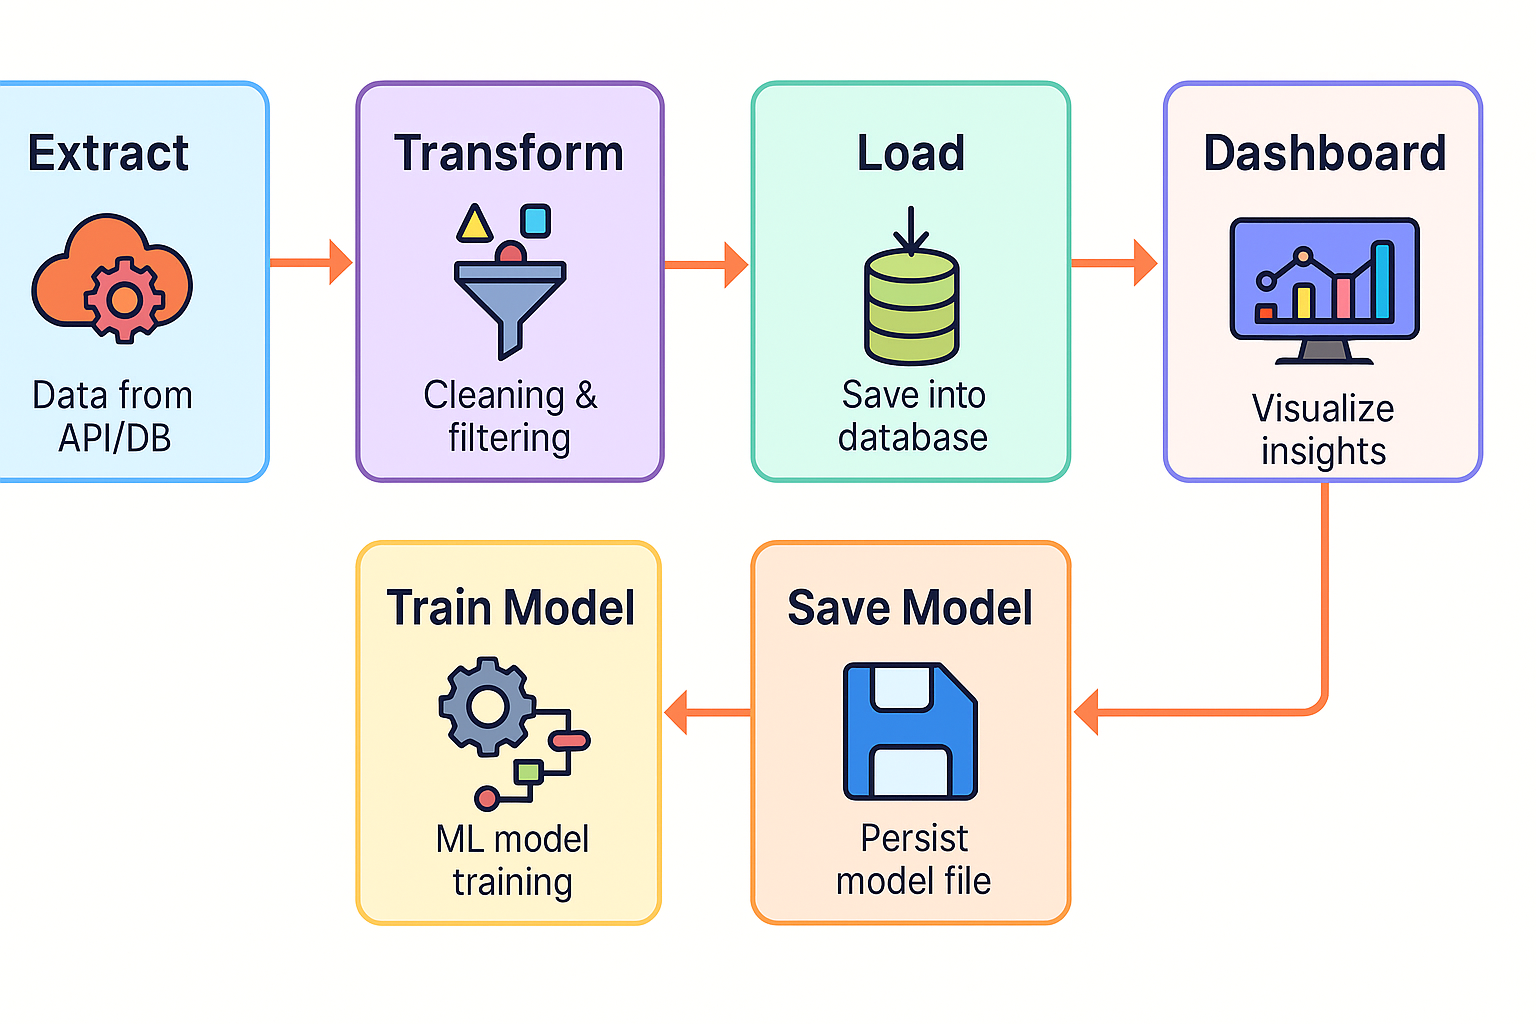 Extract
Data from
API/DB
Transform
Cleaning &
filtering
Load
Save into
database
Dashboard
Visualize
insights
Train Model
ML model
training
Save Model
Persist
model file